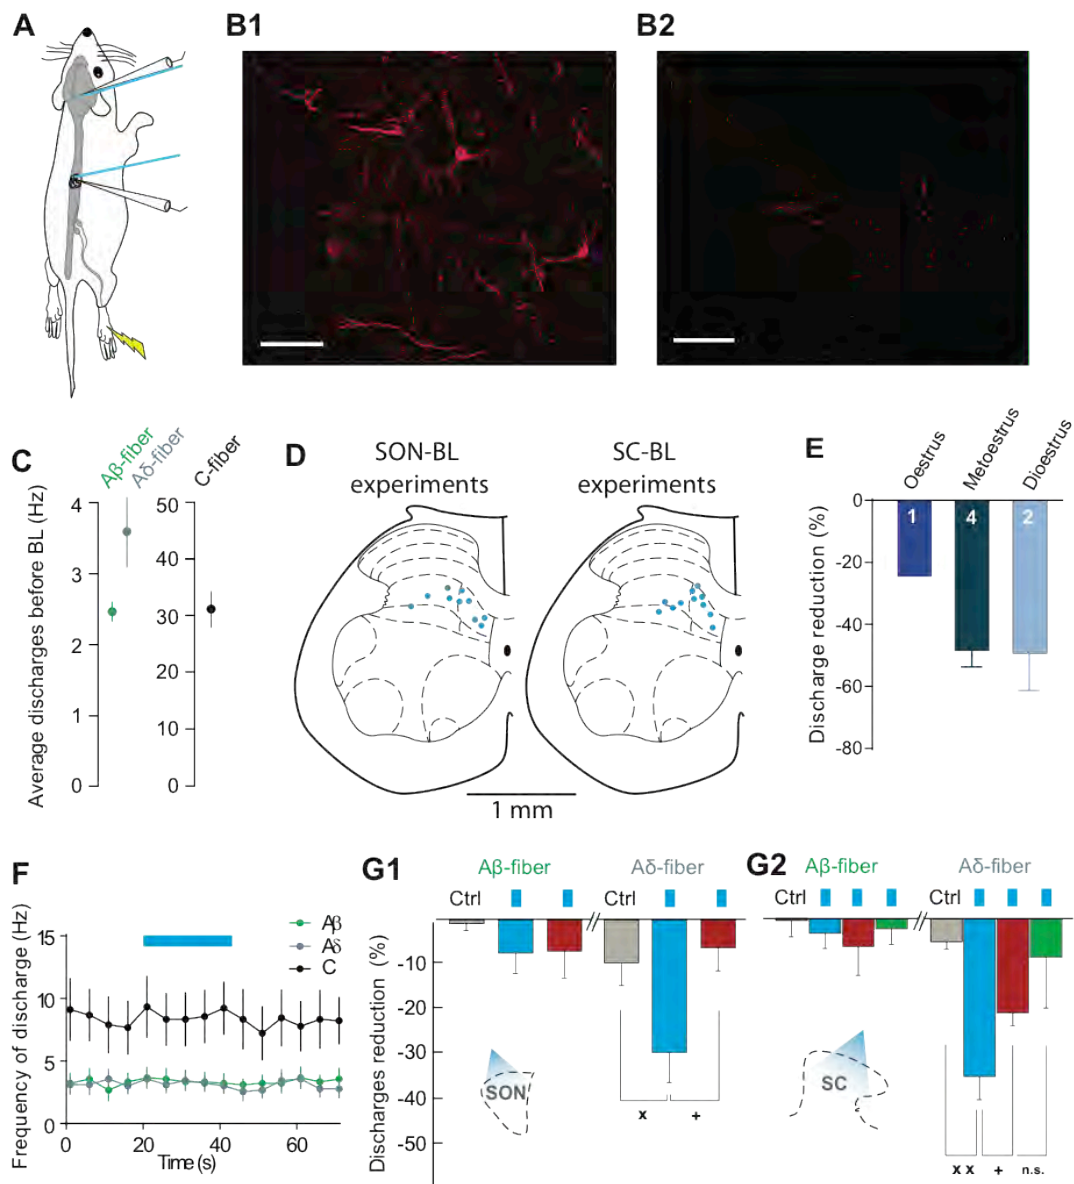 A
B1
B2
C
Aβ-fiber
Aδ-fiber
C-fiber
Average discharges before BL (Hz)
4
3
2
1
0
50
40
30
20
10
0
D
SON-BL
experiments
SC-BL
experiments
1 mm
E
Oestrus
Metoestrus
Dioestrus
Discharge reduction (%)
0
-20
-40
-60
-80
1
4
2
F
Frequency of discharge (Hz)
15
10
5
0
0
20
40
60
Time(s)
Aβ
Aδ
C
G1
Aβ-fiber
Aδ-fiber
Ctrl
Ctrl
Discharges reduction (%)
-10
-20
-30
-40
-50
SON
x
+
G2
Aβ-fiber
Aδ-fiber
Ctrl
Ctrl
SC
x x
+
n.s.